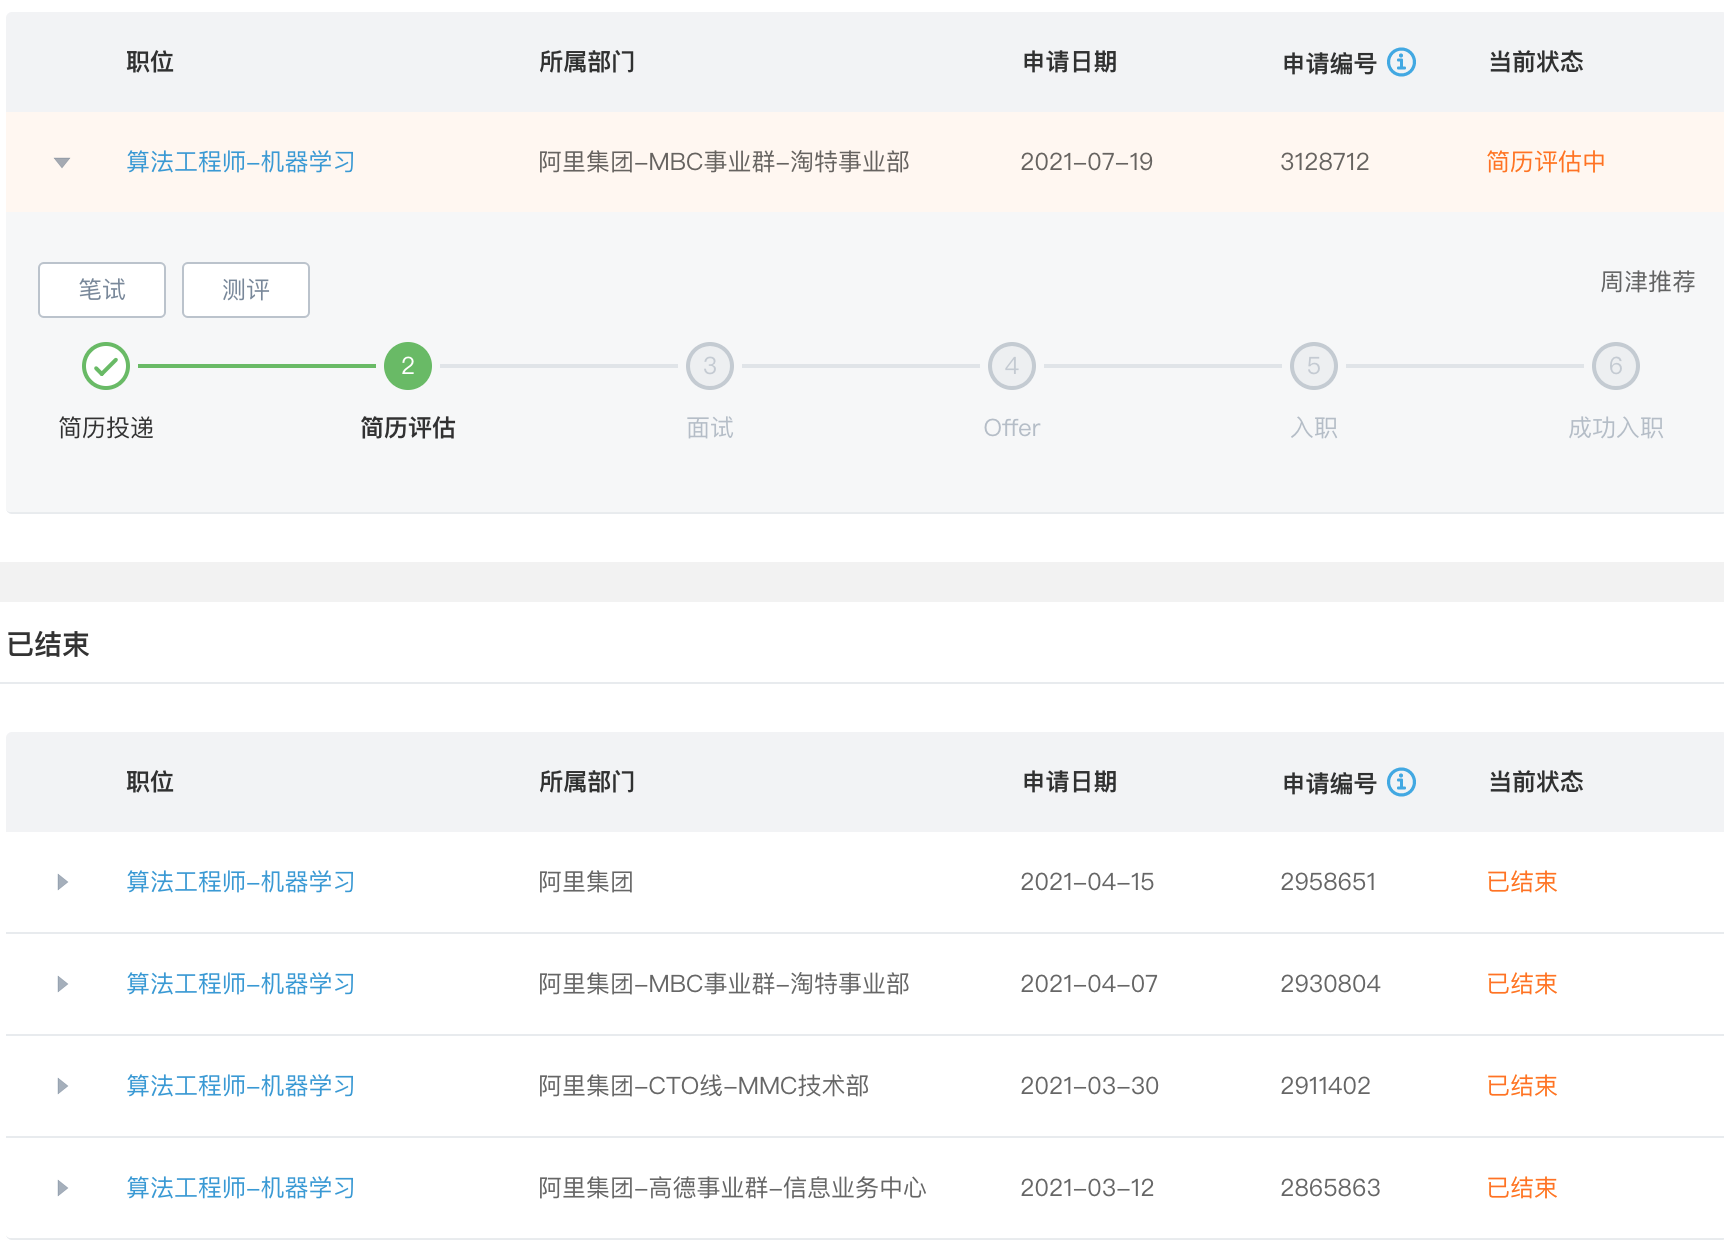 职位 所属部门 申请日期 申请编号 当前状态
算法工程师-机器学习 阿里集团-MBC事业群-淘特事业部 2021-07-19 3128712 简历评估中
笔试 测评 周津推荐
2 3 4 5 6
简历投递 简历评估 面试 Offer 入职 成功入职
已结束
职位 所属部门 申请日期 申请编号 当前状态
算法工程师-机器学习 阿里集团 2021-04-15 2958651 已结束
算法工程师-机器学习 阿里集团-MBC事业群-淘特事业部 2021-04-07 2930804 已结束
算法工程师-机器学习 阿里集团-CTO线-MMC技术部 2021-03-30 2911402 已结束
算法工程师-机器学习 阿里集团-高德事业群-信息业务中心 2021-03-12 2865863 已结束